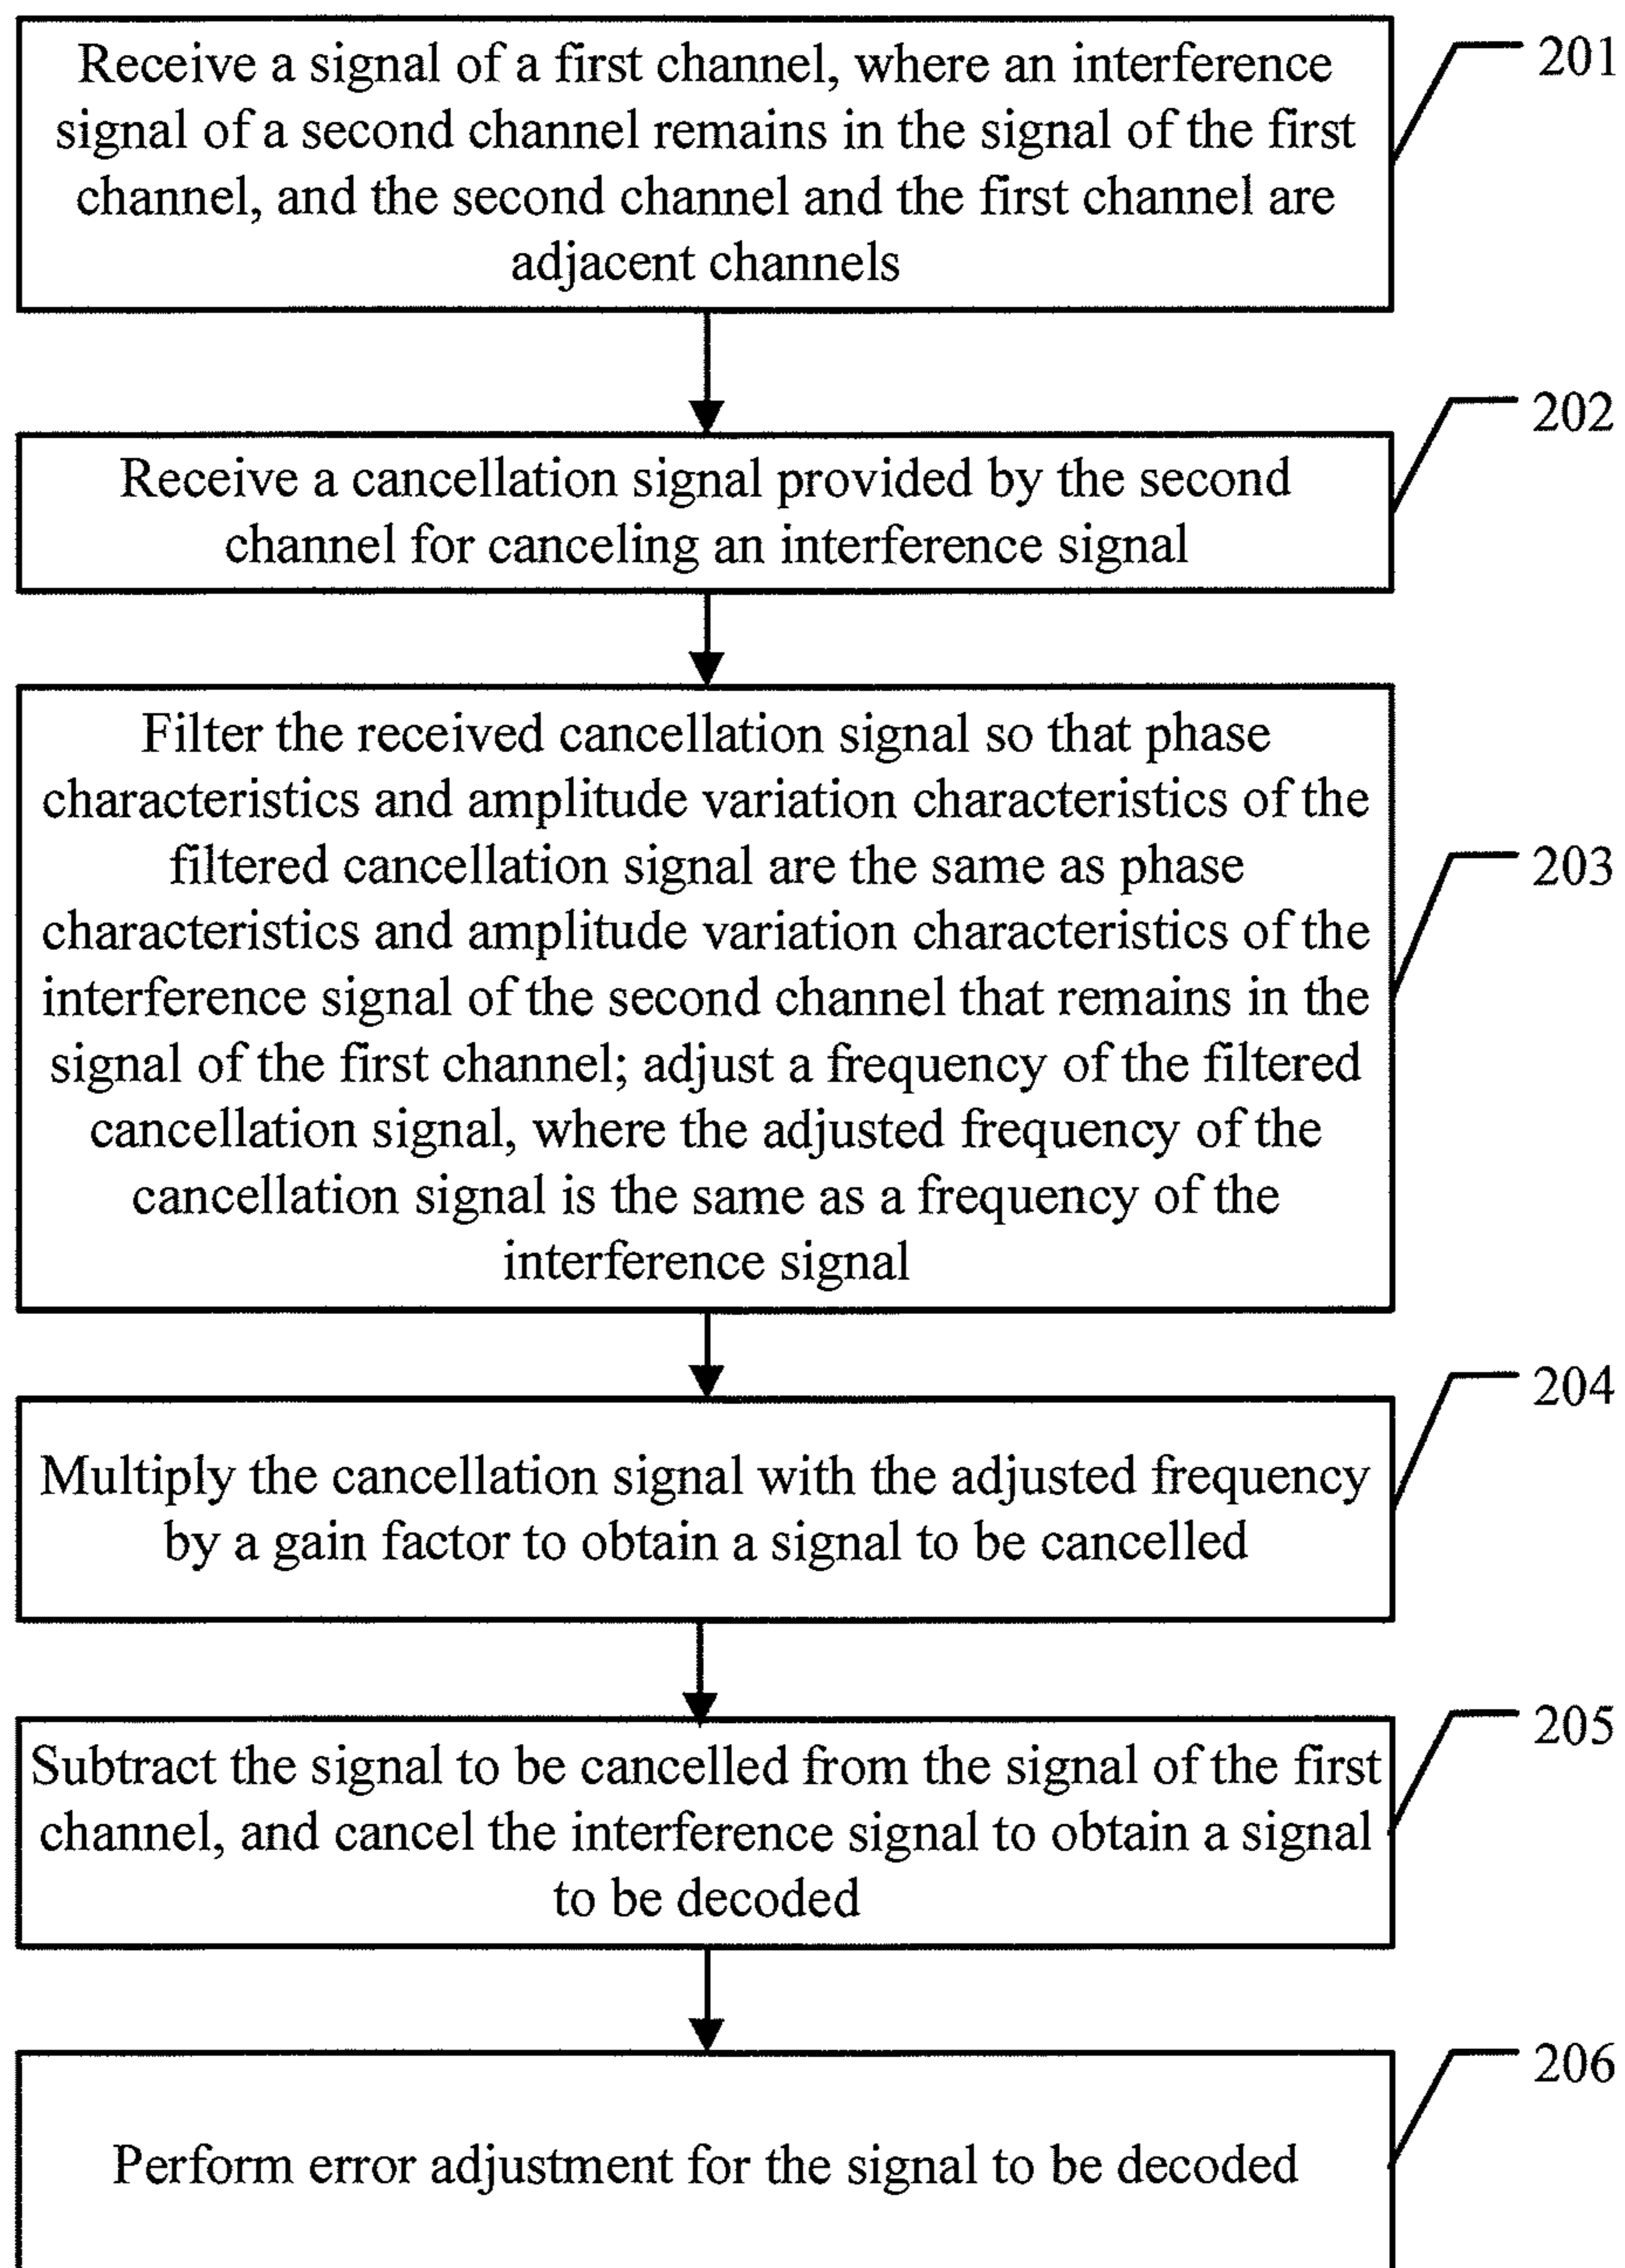 Receive a signal of a first channel, where an interference
signal of a second channel remains in the signal of the first
channel, and the second channel and the first channel are
adjacent channels
201
Receive a cancellation signal provided by the second
channel for canceling an interference signal
202
Filter the received cancellation signal so that phase
characteristics and amplitude variation characteristics of the
filtered cancellation signal are the same as phase
characteristics and amplitude variation characteristics of the
interference signal of the second channel that remains in the
signal of the first channel; adjust a frequency of the filtered
cancellation signal, where the adjusted frequency of the
cancellation signal is the same as a frequency of the
interference signal
203
Multiply the cancellation signal with the adjusted frequency
by a gain factor to obtain a signal to be cancelled
204
Subtract the signal to be cancelled from the signal of the first
channel, and cancel the interference signal to obtain a signal
to be decoded
205
Perform error adjustment for the signal to be decoded
206